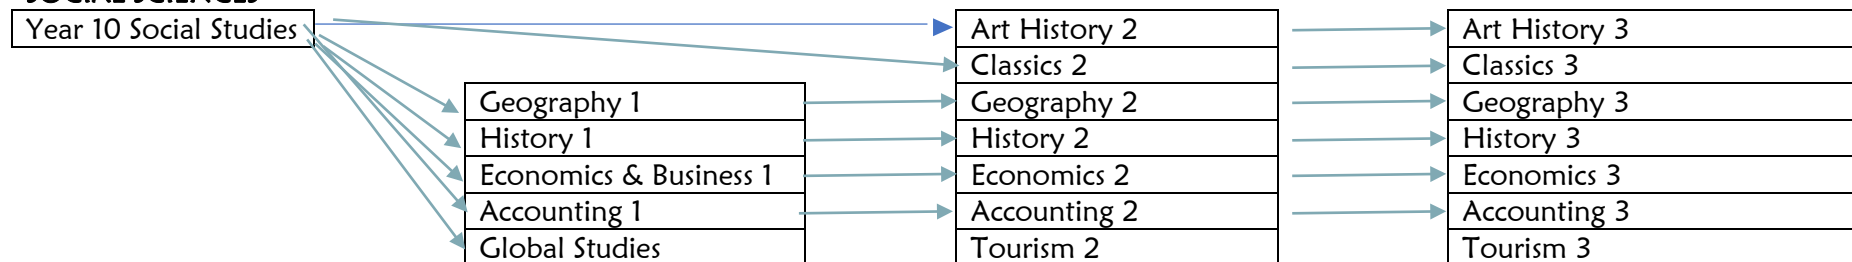 SOCIAL SCIENCES
Year 10 Social Studies
Art History 2
Art History 3
Classics 2
Classics 3
Geography 1
Geography 2
Geography 3
History 1
History 2
History 3
Economics & Business 1
Economics 2
Economics 3
Accounting 1
Accounting 2
Accounting 3
Global Studies
Tourism 2
Tourism 3